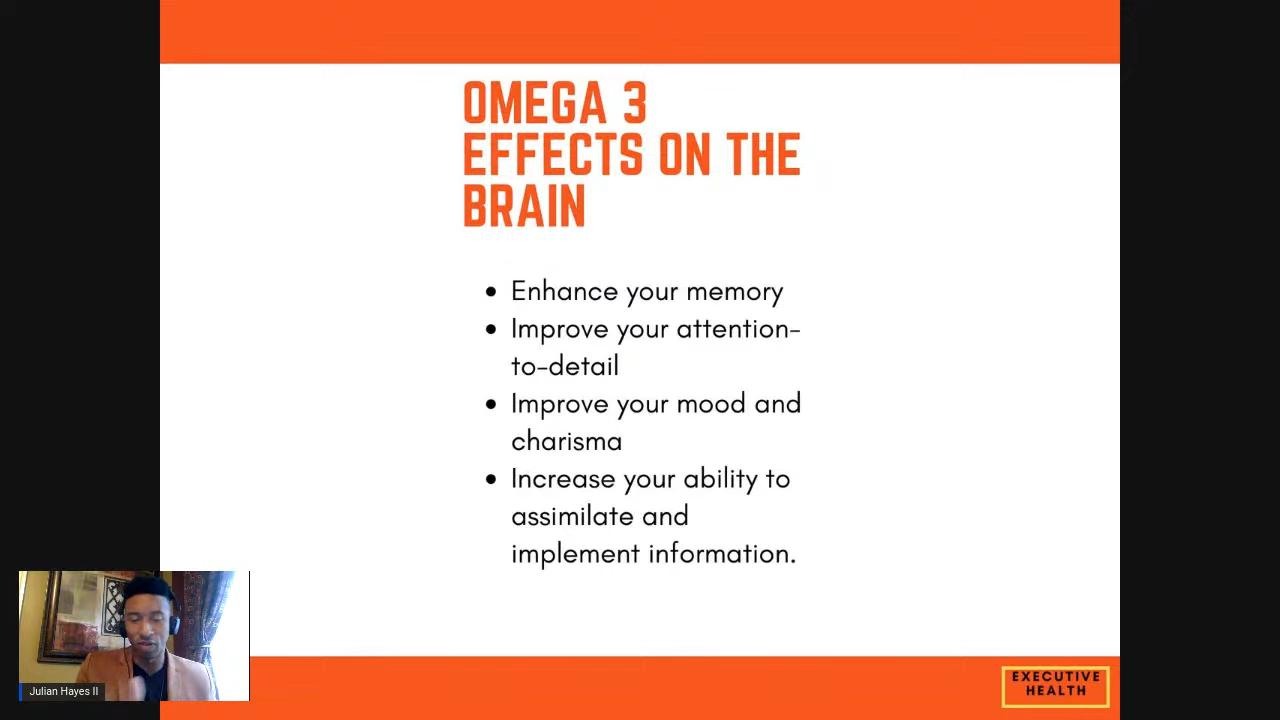 OMEGA 3
EFFECTS ON THE
BRAIN
• Enhance your memory
• Improve your attention-
to-detail
• Improve your mood and
charisma
• Increase your ability to
assimilate and
implement information.
Julian Hayes II
EXECUTIVE
HEALTH